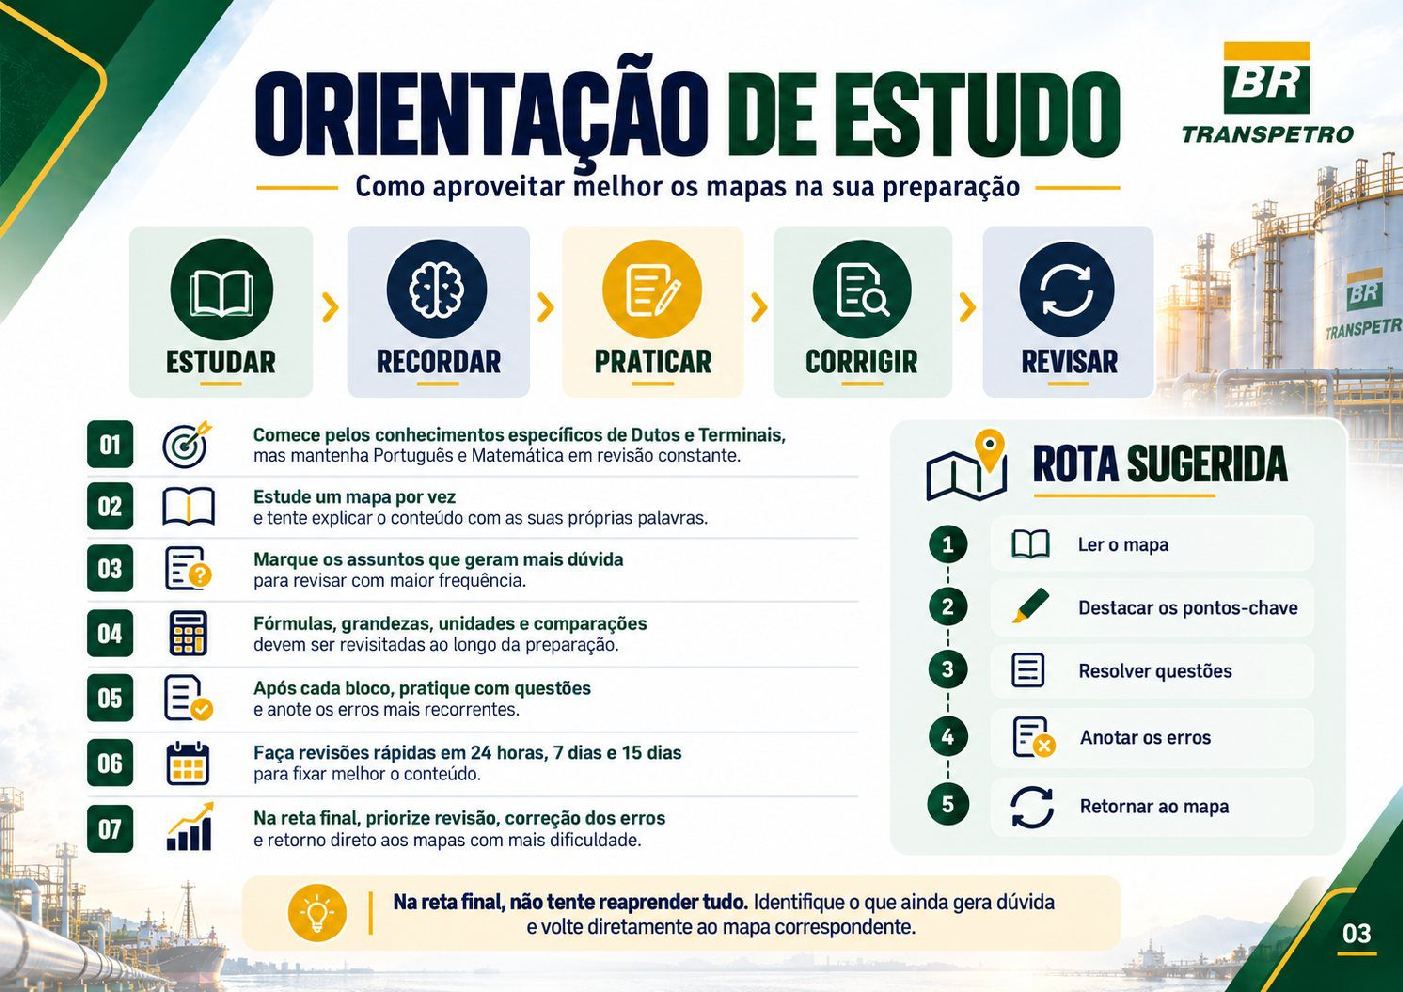 ORIENTAÇÃO DE ESTUDO
BR
TRANSPETRO
Como aproveitar melhor os mapas na sua preparação
ESTUDAR
RECORDAR
PRATICAR
CORRIGIR
REVISAR
BR
TRANSPETR
01
Comece pelos conhecimentos específicos de Dutos e Terminais,
mas mantenha Português e Matemática em revisão constante.
02
Estude um mapa por vez
e tente explicar o conteúdo com as suas próprias palavras.
03
Marque os assuntos que geram mais dúvida
para revisar com maior frequência.
04
Fórmulas, grandezas, unidades e comparações
devem ser revisitadas ao longo da preparação.
05
Após cada bloco, pratique com questões
e anote os erros mais recorrentes.
06
Faça revisões rápidas em 24 horas, 7 dias e 15 dias
para fixar melhor o conteúdo.
07
Na reta final, priorize revisão, correção dos erros
e retorno direto aos mapas com mais dificuldade.
ROTA SUGERIDA
1 Ler o mapa
2 Destacar os pontos-chave
3 Resolver questões
4 Anotar os erros
5 Retornar ao mapa
Na reta final, não tente reaprender tudo. Identifique o que ainda gera dúvida
e volte diretamente ao mapa correspondente.
03